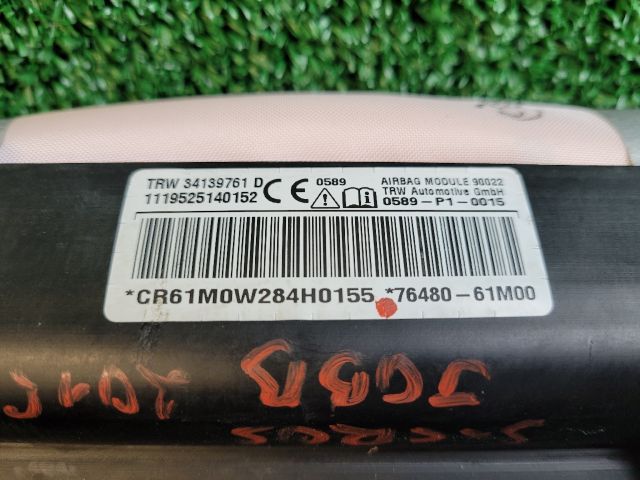 TRW 34139761 D CE 0589 AIRBAG MODULE 90022
1119525140152 TRW Automotive GmbH
0589-P1-0015
*CR61M0W284H0155 *76480-61M00